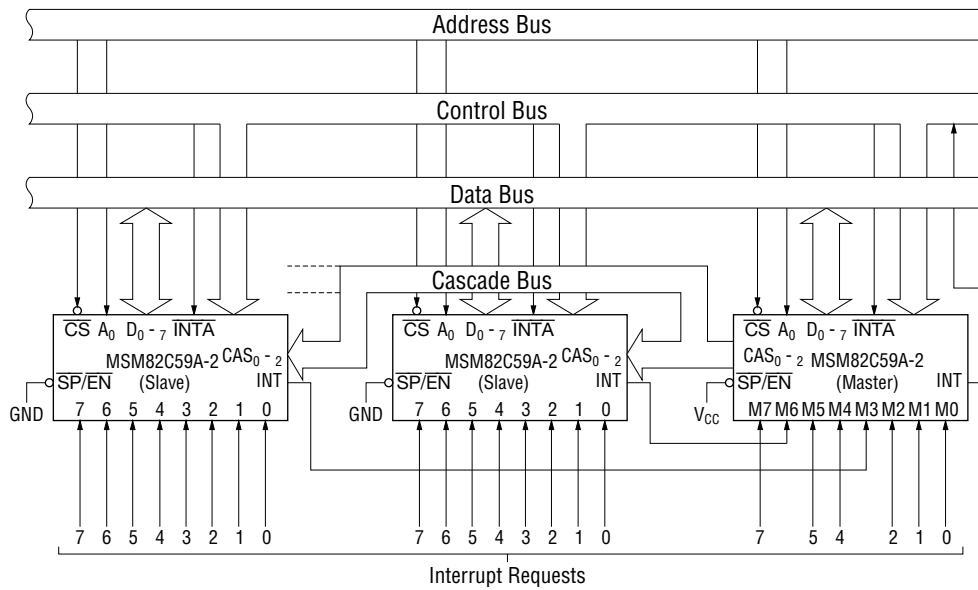 Address Bus
Control Bus
Data Bus
Cascade Bus
CS A0 D0 - 7 INTA
MSM82C59A-2 CAS0 - 2
SP/EN (Slave) INT
GND
7 6 5 4 3 2 1 0
7 6 5 4 3 2 1 0
CS A0 D0 - 7 INTA
MSM82C59A-2 CAS0 - 2
SP/EN (Slave) INT
GND
7 6 5 4 3 2 1 0
7 6 5 4 3 2 1 0
CS A0 D0 - 7 INTA
CAS0 - 2 MSM82C59A-2
SP/EN (Master) INT
VCC
M7 M6 M5 M4 M3 M2 M1 M0
7 5 4 2 1 0
Interrupt Requests